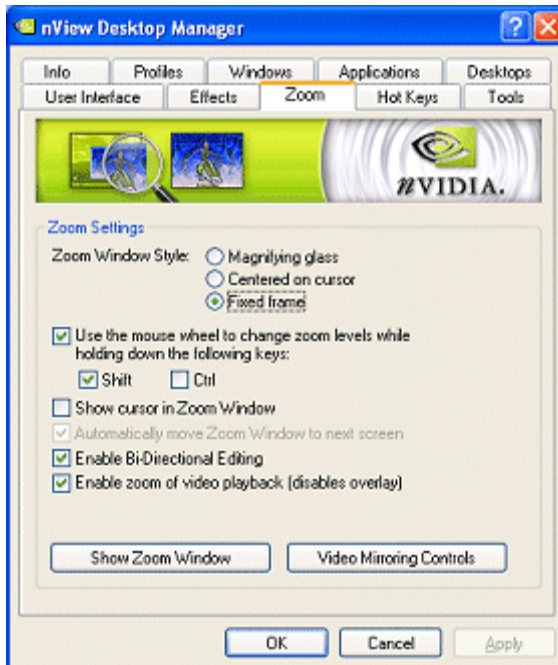 nView Desktop Manager
Info Profiles Windows Applications Desktops
User Interface Effects Zoom Hot Keys Tools
nVIDIA.
Zoom Settings
Zoom Window Style: Magnifying glass
Centered on cursor
Fixed frame
Use the mouse wheel to change zoom levels while
holding down the following keys:
Shift Ctrl
Show cursor in Zoom Window
Automatically move Zoom Window to next screen
Enable Bi-Directional Editing
Enable zoom of video playback (disables overlay)
Show Zoom Window Video Mirroring Controls
OK Cancel Apply